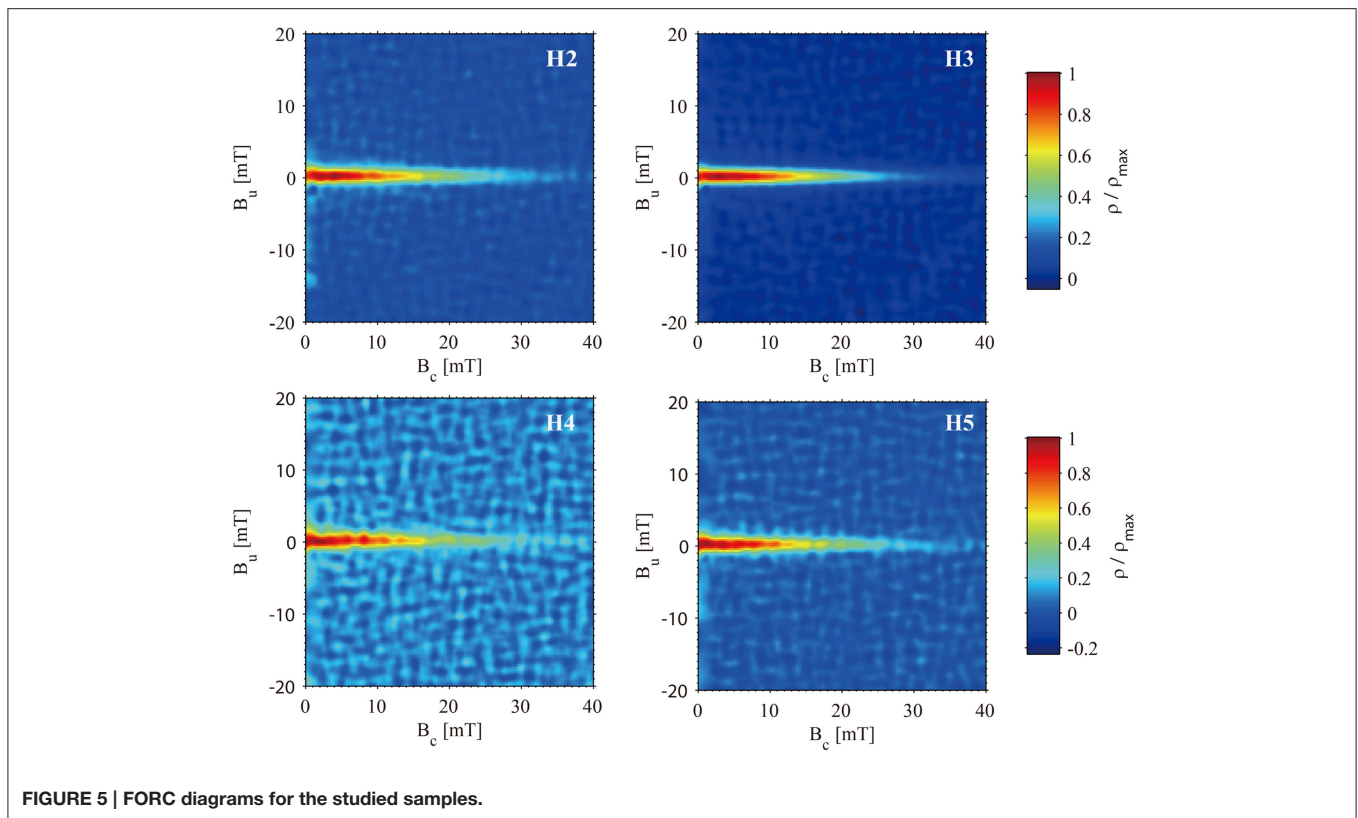 H2
20
10
0
-10
-20
B_u [mT]
0 10 20 30 40
B_c [mT]
H3
20
10
0
-10
-20
B_u [mT]
0 10 20 30 40
B_c [mT]
1
0.8
0.6
0.4
0.2
0
ρ / ρ_max
H4
20
10
0
-10
-20
B_u [mT]
0 10 20 30 40
B_c [mT]
H5
20
10
0
-10
-20
B_u [mT]
0 10 20 30 40
B_c [mT]
1
0.8
0.6
0.4
0.2
0
-0.2
ρ / ρ_max
FIGURE 5 | FORC diagrams for the studied samples.